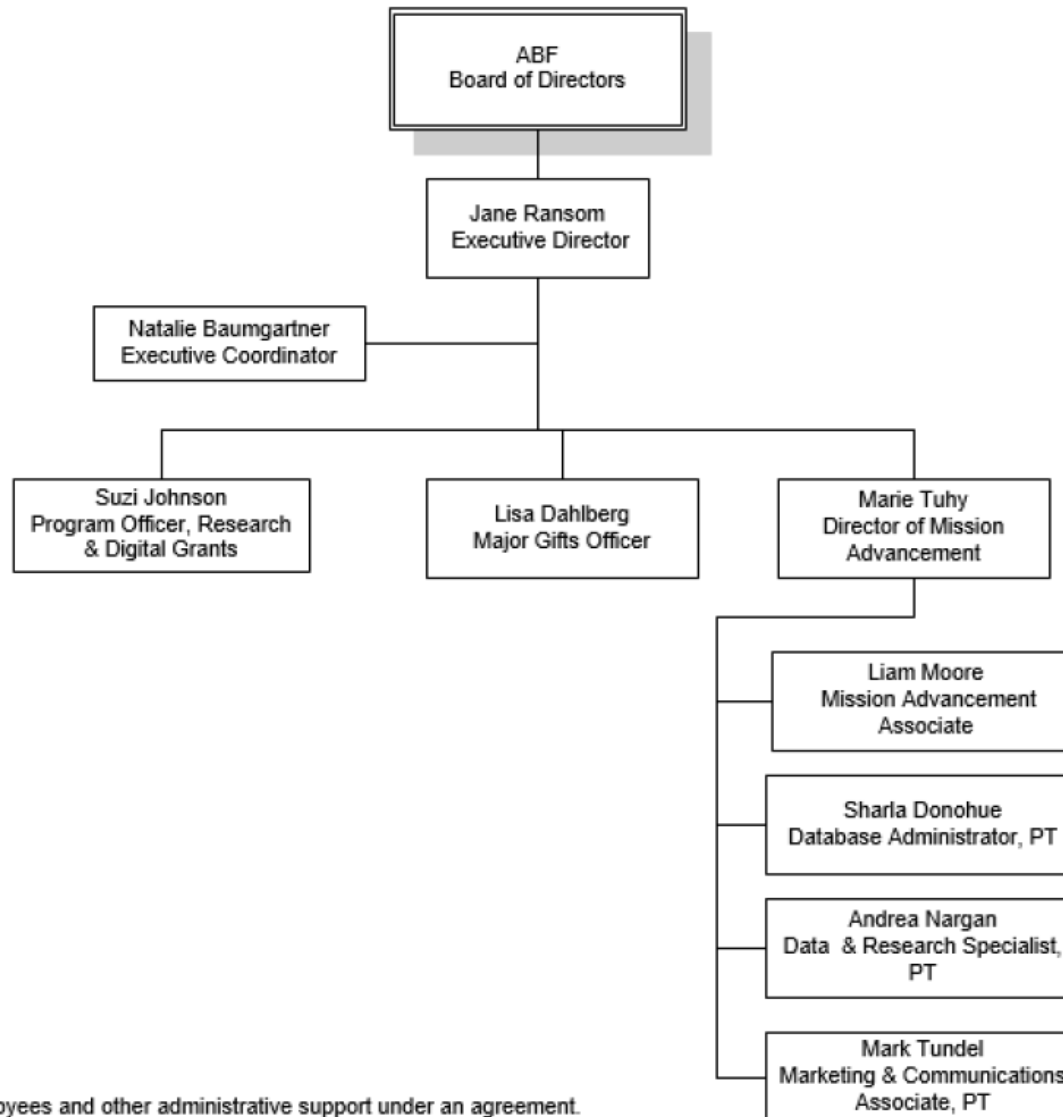 ABF
Board of Directors
Jane Ransom
Executive Director
Natalie Baumgartner
Executive Coordinator
Suzi Johnson
Program Officer, Research
& Digital Grants
Lisa Dahlberg
Major Gifts Officer
Marie Tuhy
Director of Mission
Advancement
Liam Moore
Mission Advancement
Associate
Sharla Donohue
Database Administrator, PT
Andrea Nargan
Data & Research Specialist,
PT
Mark Tundel
Marketing & Communications
Associate, PT
and other administrative support under an agreement.